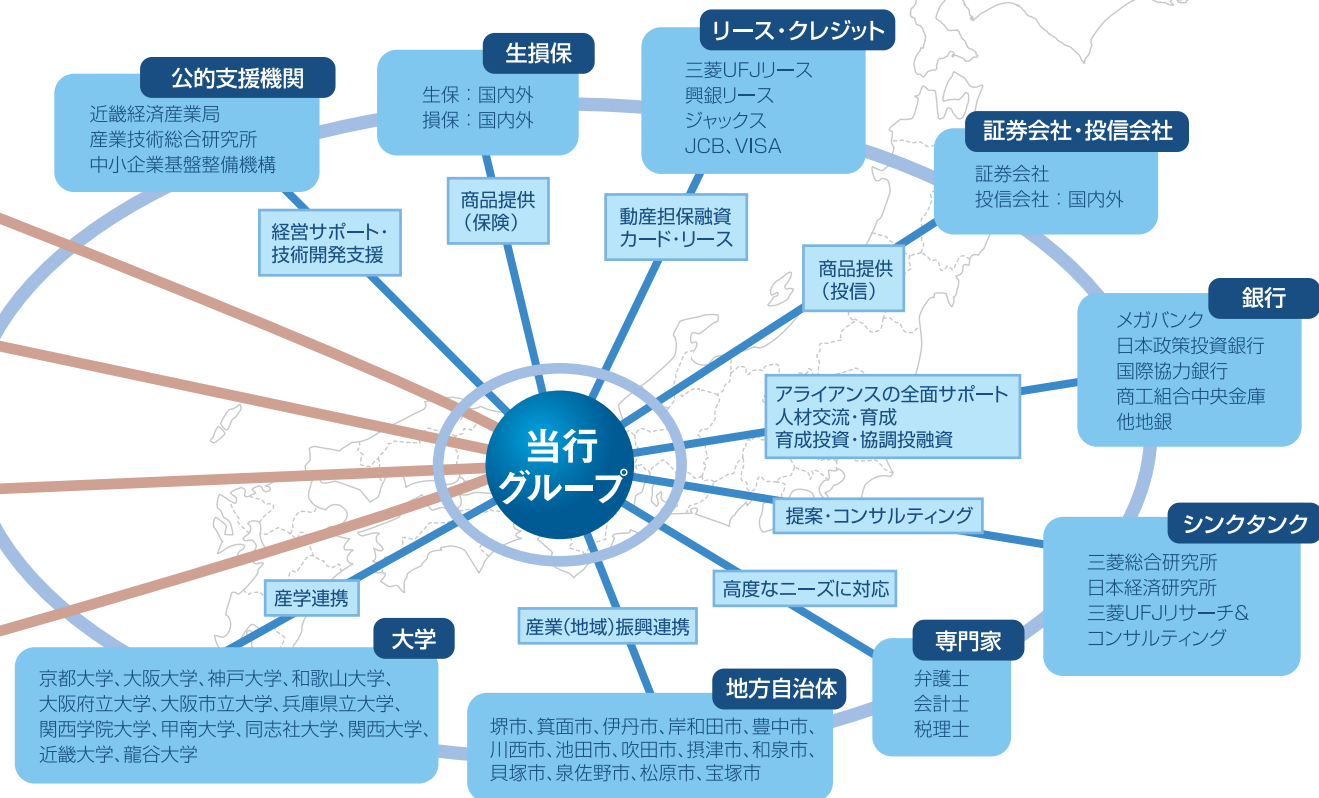 リース・クレジット
三菱UFJリース
興銀リース
ジャックス
JCB、VISA
生損保
生保：国内外
損保：国内外
公的支援機関
近畿経済産業局
産業技術総合研究所
中小企業基盤整備機構
証券会社・投信会社
証券会社
投信会社：国内外
商品提供
（保険）
動産担保融資
カード・リース
経営サポート・
技術開発支援
商品提供
（投信）
銀行
メガバンク
日本政策投資銀行
国際協力銀行
商工組合中央金庫
他地銀
アライアンスの全面サポート
人材交流・育成
育成投資・協調投融資
当行
グループ
提案・コンサルティング
シンクタンク
三菱総合研究所
日本経済研究所
三菱UFJリサーチ&
コンサルティング
高度なニーズに対応
産学連携
産業（地域）振興連携
大学
京都大学、大阪大学、神戸大学、和歌山大学、
大阪府立大学、大阪市立大学、兵庫県立大学、
関西学院大学、甲南大学、同志社大学、関西大学、
近畿大学、龍谷大学
専門家
弁護士
会計士
税理士
地方自治体
堺市、箕面市、伊丹市、岸和田市、豊中市、
川西市、池田市、吹田市、摂津市、和泉市、
貝塚市、泉佐野市、松原市、宝塚市